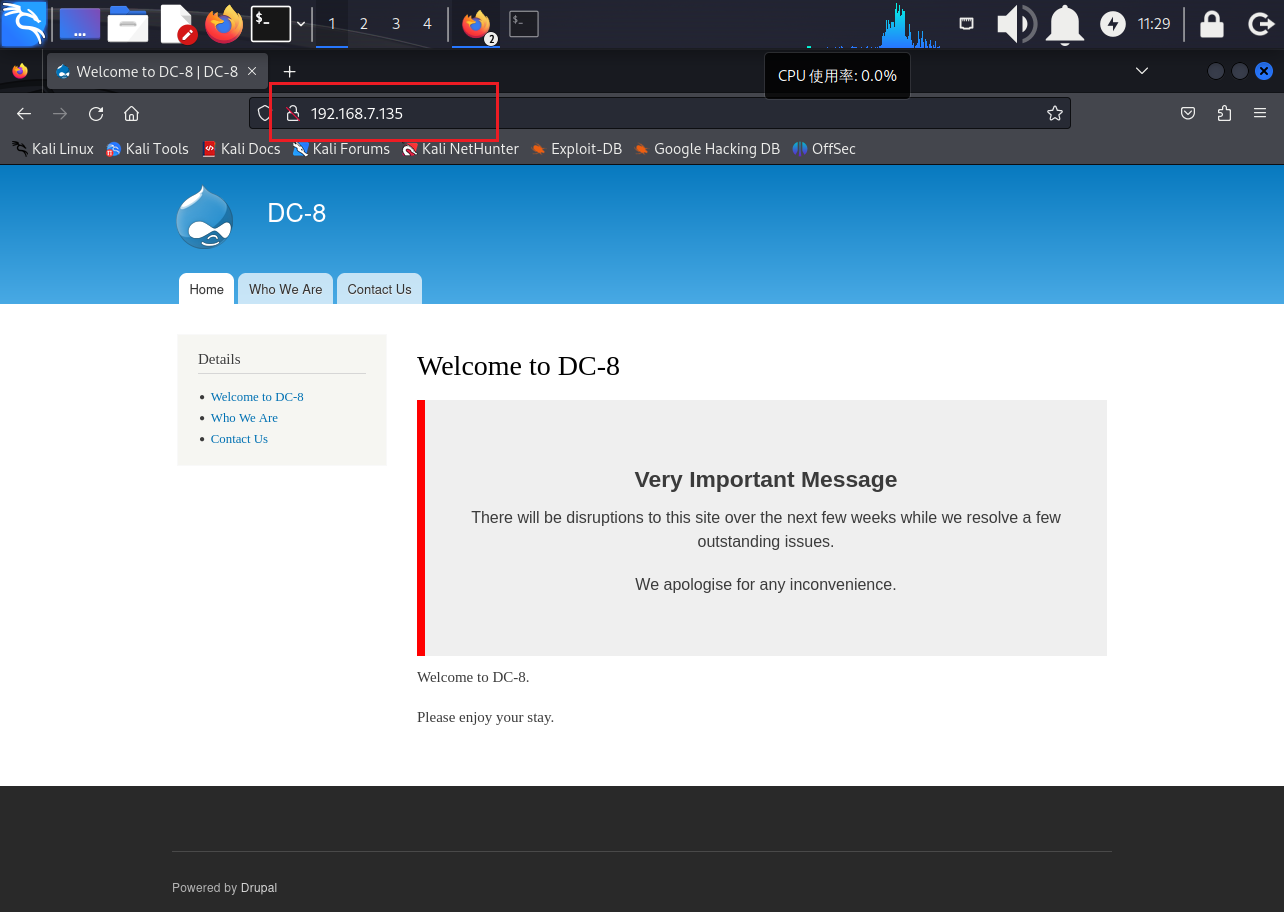 $_
1
2
3
4
2
$_
11:29
Welcome to DC-8 | DC-8
CPU 使用率: 0.0%
192.168.7.135
Kali Linux
Kali Tools
Kali Docs
Kali Forums
Kali NetHunter
Exploit-DB
Google Hacking DB
OffSec
DC-8
Home
Who We Are
Contact Us
Details
Welcome to DC-8
Who We Are
Contact Us
Welcome to DC-8
Very Important Message
There will be disruptions to this site over the next few weeks while we resolve a few
outstanding issues.
We apologise for any inconvenience.
Welcome to DC-8.
Please enjoy your stay.
Powered by Drupal